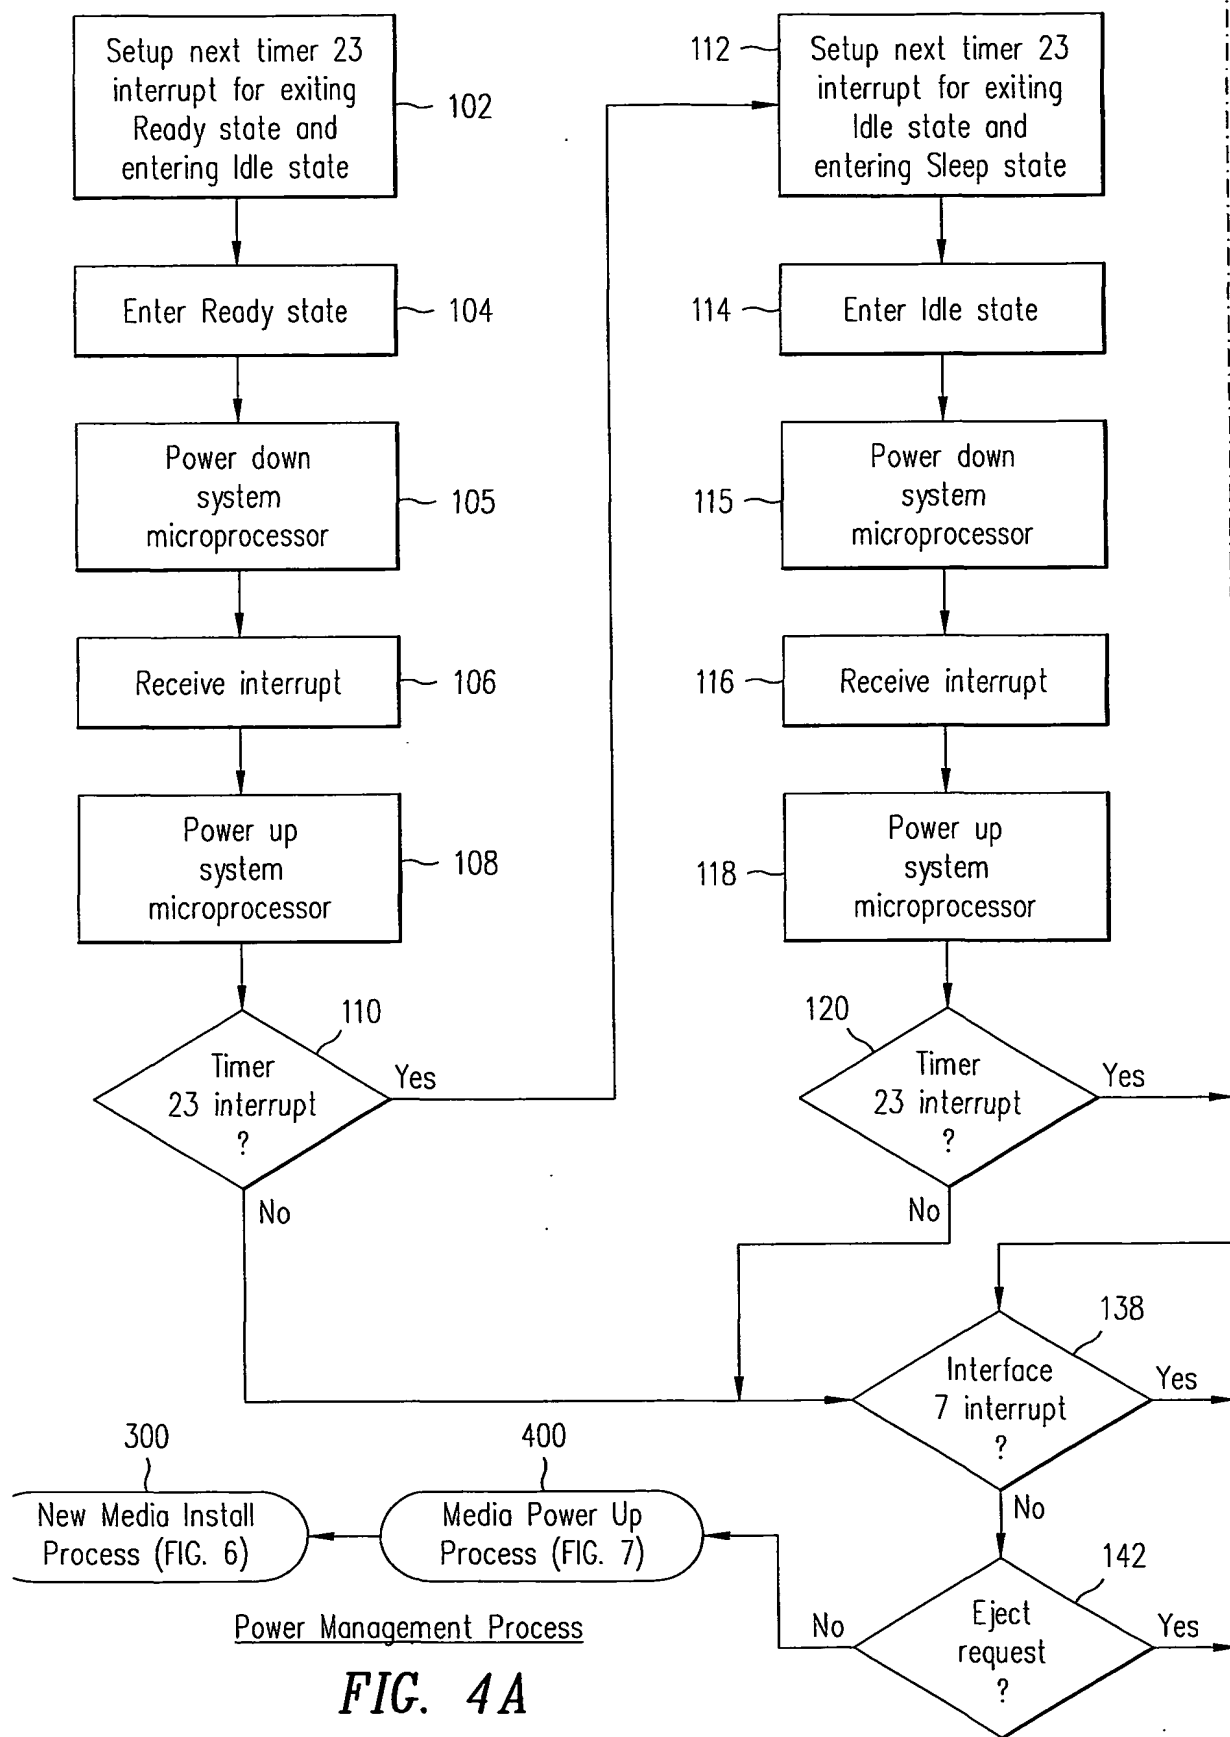 Setup next timer 23
interrupt for exiting
Ready state and
entering Idle state
102
Enter Ready state
104
Power down
system
microprocessor
105
Receive interrupt
106
Power up
system
microprocessor
108
110
Timer
23 interrupt
?
Yes
No
112
Setup next timer 23
interrupt for exiting
Idle state and
entering Sleep state
114
Enter Idle state
115
Power down
system
microprocessor
116
Receive interrupt
118
Power up
system
microprocessor
120
Timer
23 interrupt
?
Yes
No
138
Interface
7 interrupt
?
Yes
No
142
Eject
request
?
Yes
No
400
Media Power Up
Process (FIG. 7)
300
New Media Install
Process (FIG. 6)
Power Management Process
FIG. 4A